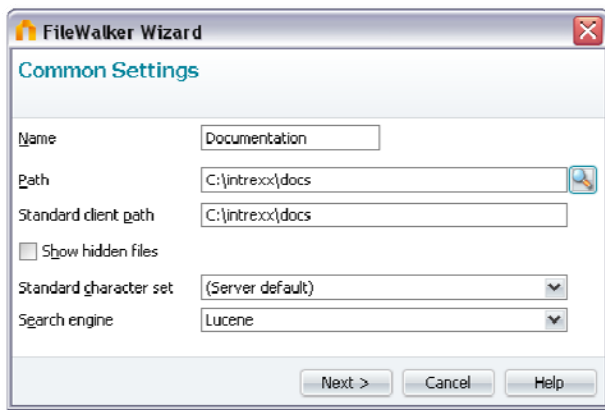 FileWalker Wizard
Common Settings
Name Documentation
Path C:\intrexx\docs
Standard client path C:\intrexx\docs
Show hidden files
Standard character set (Server default)
Search engine Lucene
Next > Cancel Help